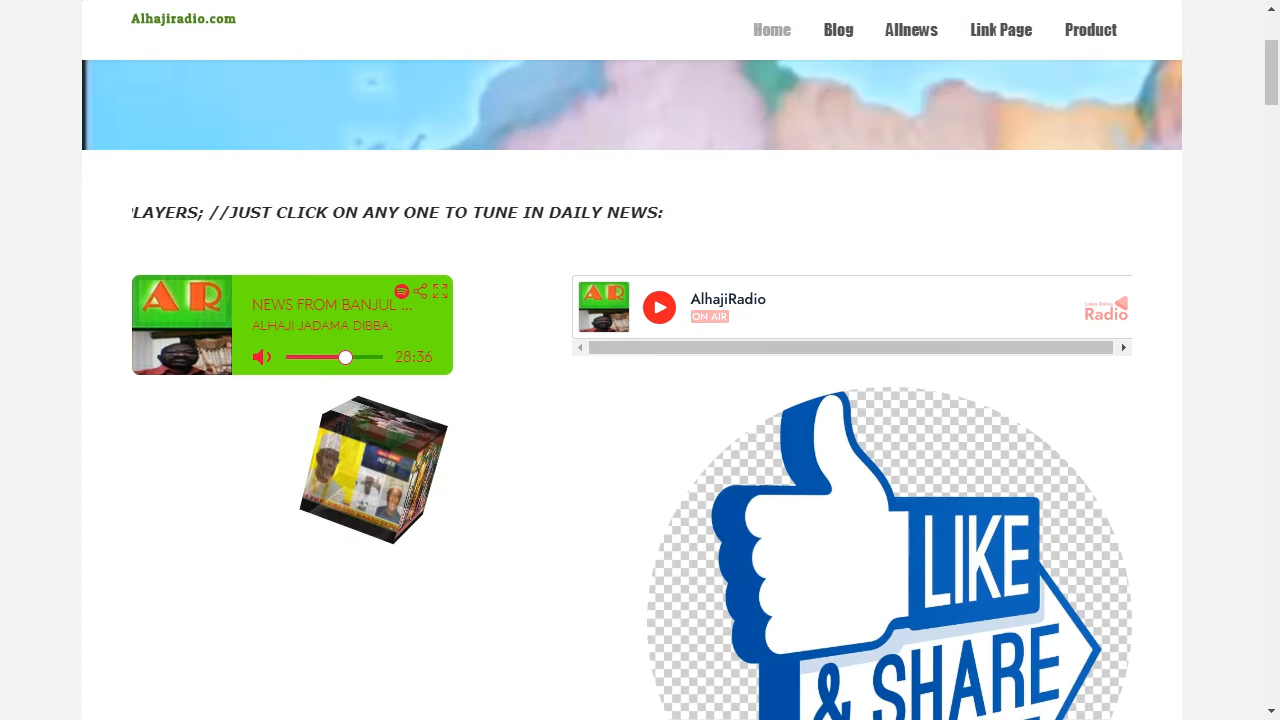 Alhajiradio.com
Home Blog Allnews Link Page Product
LAYERS; //JUST CLICK ON ANY ONE TO TUNE IN DAILY NEWS:
AR
NEWS FROM BANJUL ...
ALHAJI JADAMA DIBBA:
28:36
AR
AlhajiRadio
ON AIR
Radio
LIKE
& SHARE